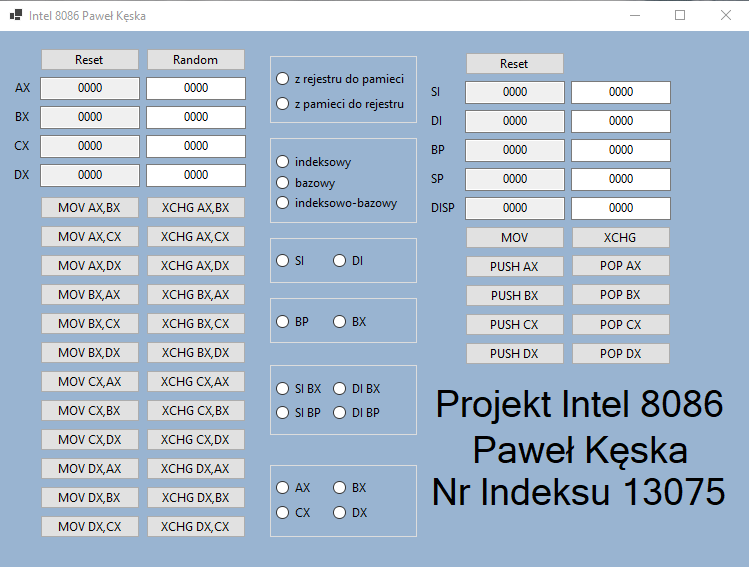 Intel 8086 Paweł Kęska
Reset Random
AX 0000 0000
BX 0000 0000
CX 0000 0000
DX 0000 0000
MOV AX,BX XCHG AX,BX
MOV AX,CX XCHG AX,CX
MOV AX,DX XCHG AX,DX
MOV BX,AX XCHG BX,AX
MOV BX,CX XCHG BX,CX
MOV BX,DX XCHG BX,DX
MOV CX,AX XCHG CX,AX
MOV CX,BX XCHG CX,BX
MOV CX,DX XCHG CX,DX
MOV DX,AX XCHG DX,AX
MOV DX,BX XCHG DX,BX
MOV DX,CX XCHG DX,CX
z rejestru do pamieci
z pamieci do rejestru
indeksowy
bazowy
indeksowo-bazowy
SI DI
BP BX
SI BX DI BX
SI BP DI BP
AX BX
CX DX
Reset
SI 0000 0000
DI 0000 0000
BP 0000 0000
SP 0000 0000
DISP 0000 0000
MOV XCHG
PUSH AX POP AX
PUSH BX POP BX
PUSH CX POP CX
PUSH DX POP DX
Projekt Intel 8086
Paweł Kęska
Nr Indeksu 13075